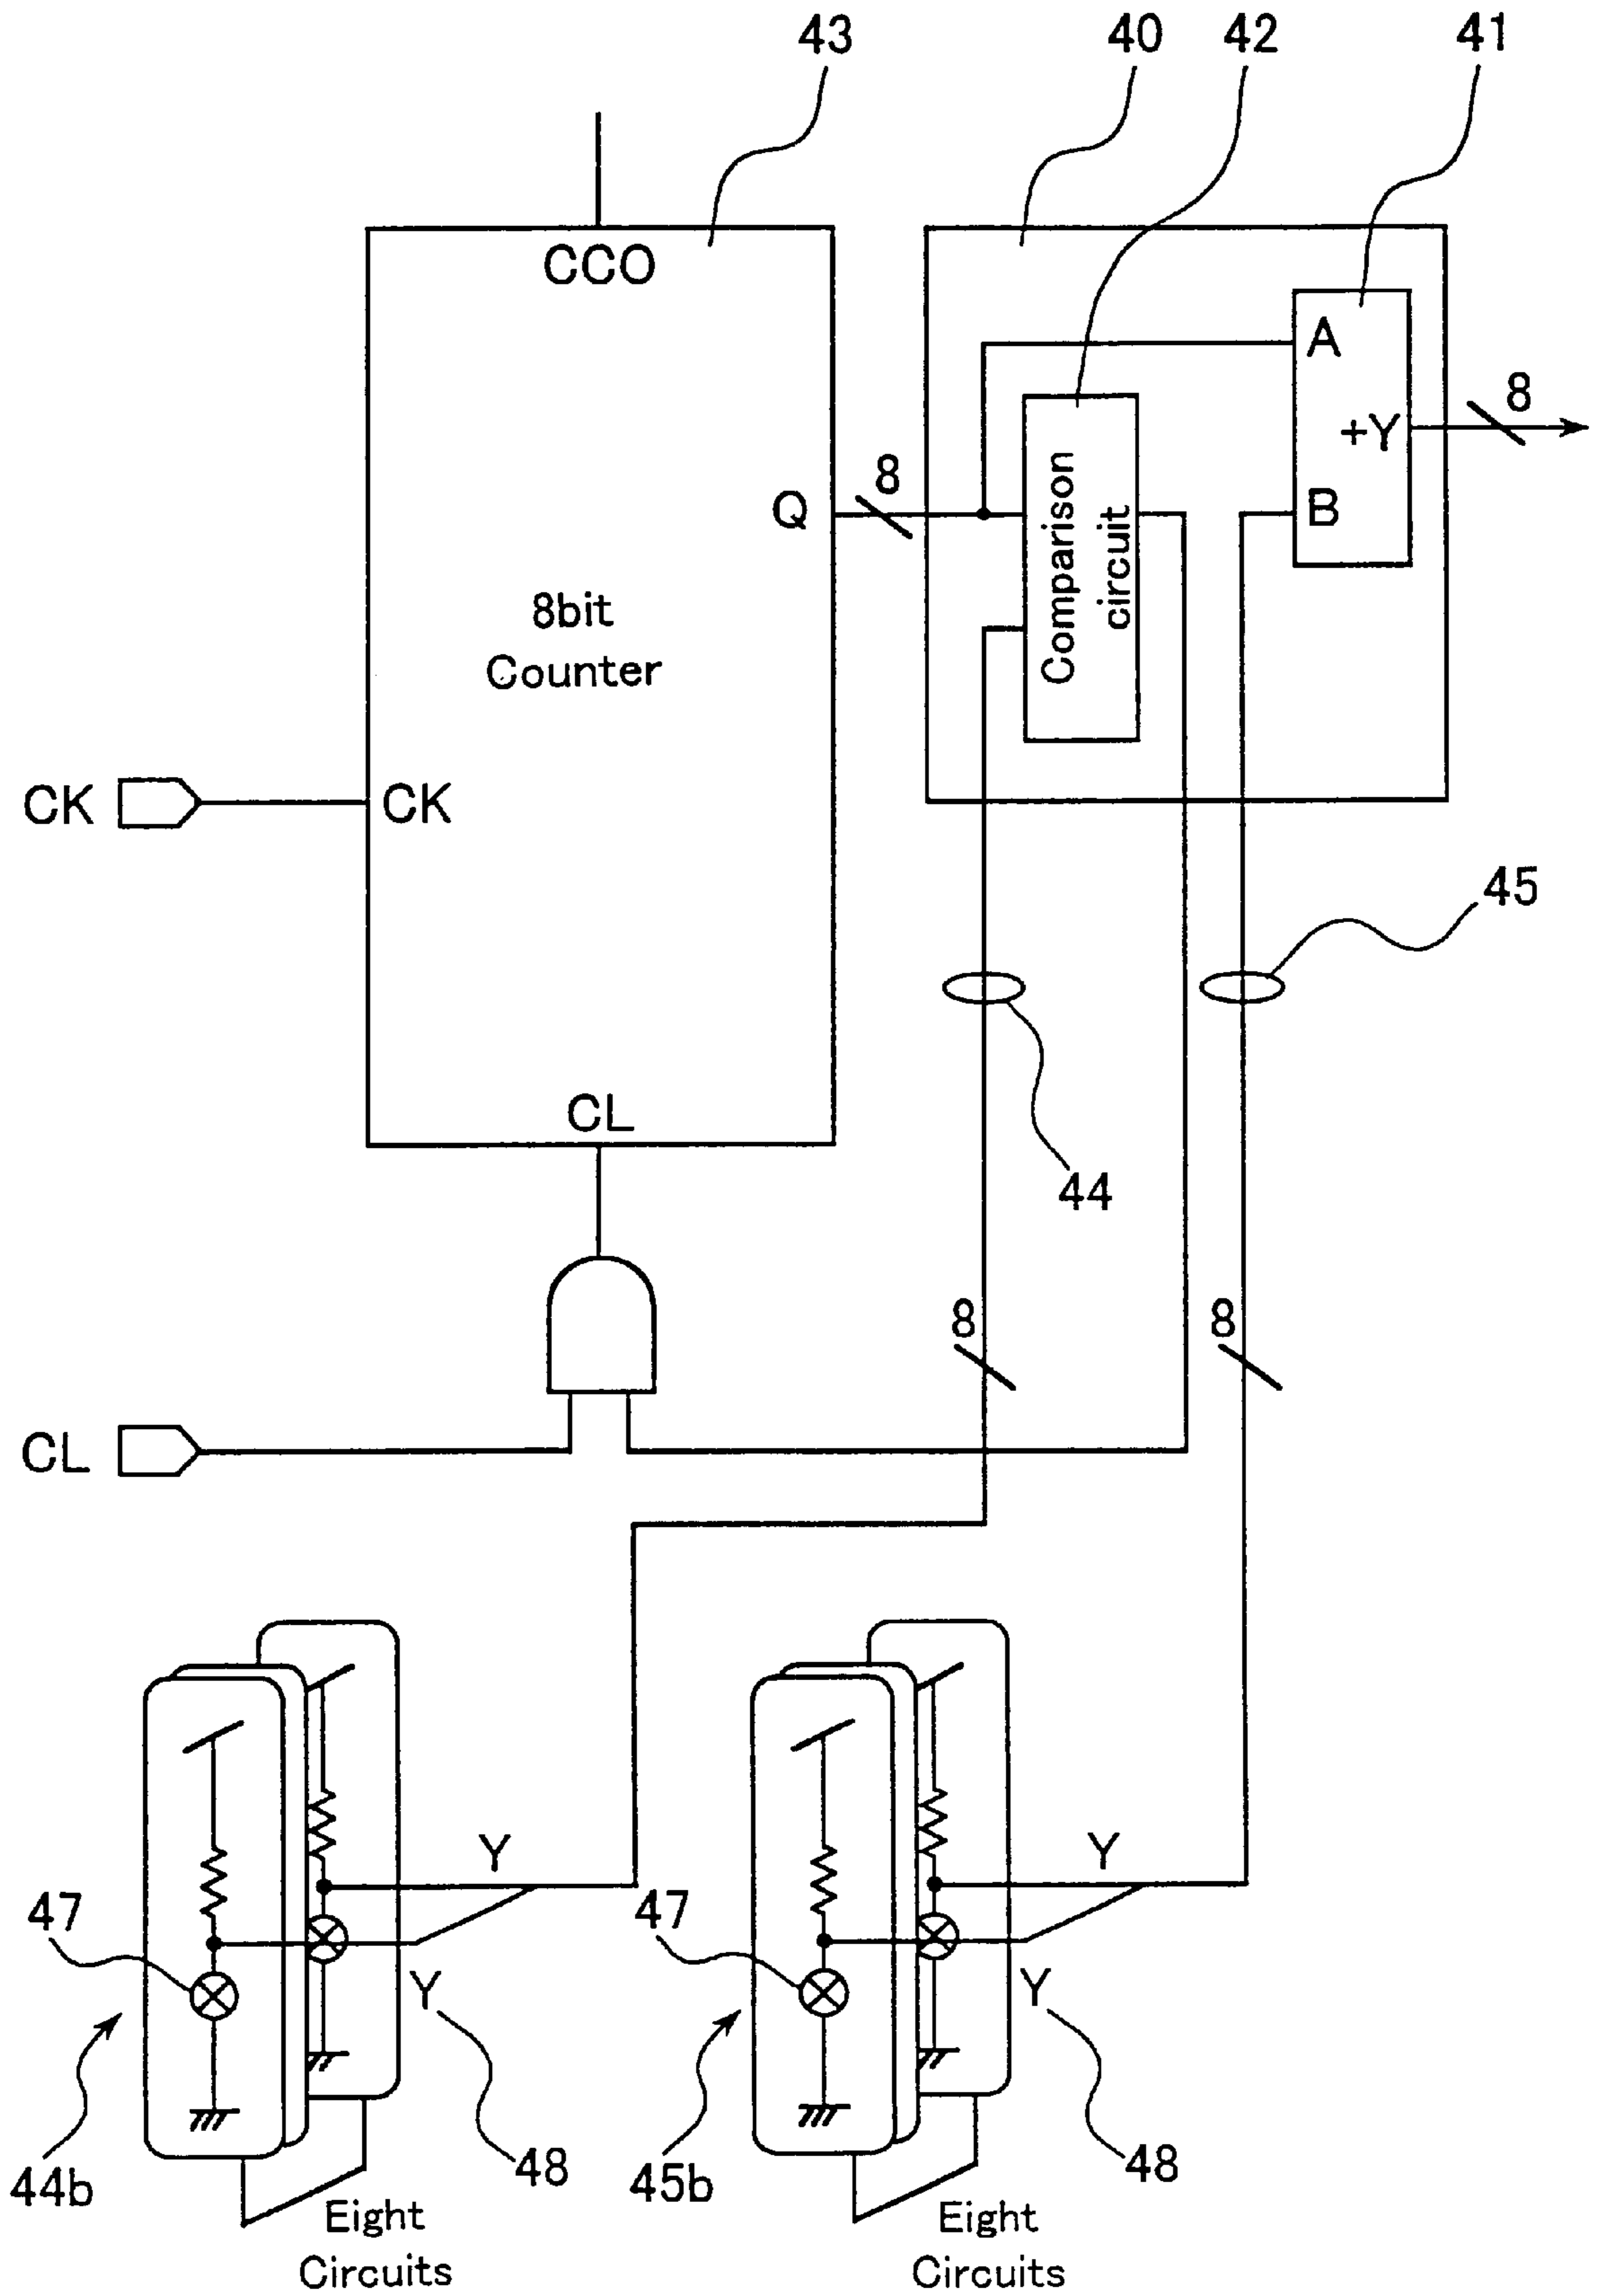 43
40
42
41
CCO
A
8
+Y
8
Q
B
Comparison
circuit
8bit
Counter
CK
CK
45
CL
44
8
8
CL
Y
Y
47
47
Y
Y
44b
48
45b
48
Eight
Circuits
Eight
Circuits